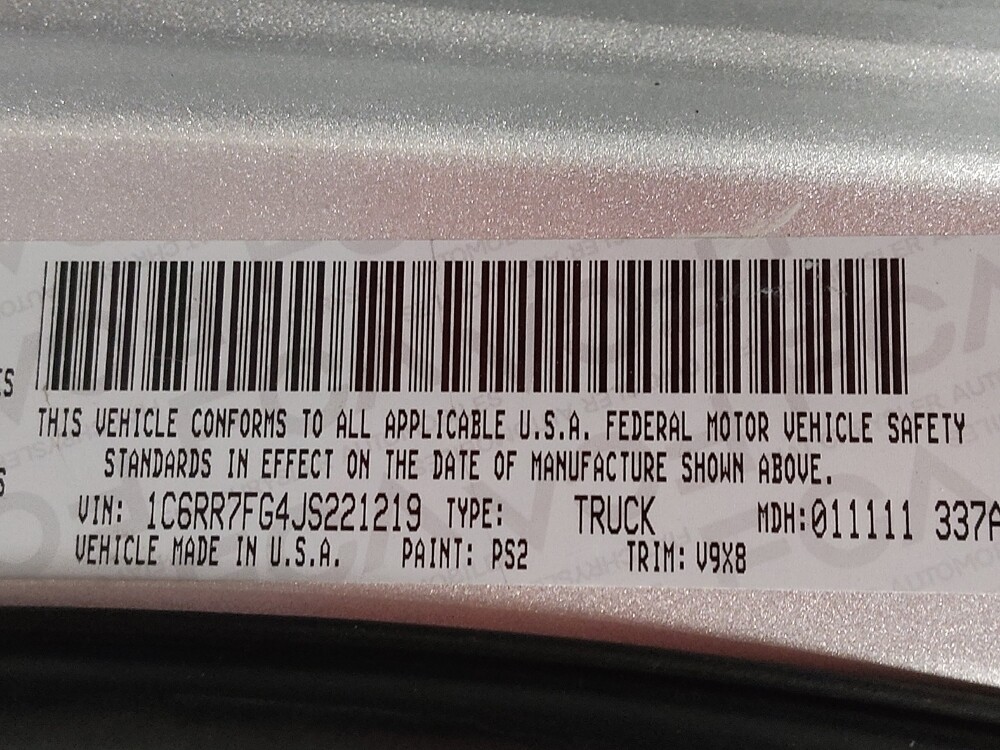 THIS VEHICLE CONFORMS TO ALL APPLICABLE U.S.A. FEDERAL MOTOR VEHICLE SAFETY
STANDARDS IN EFFECT ON THE DATE OF MANUFACTURE SHOWN ABOVE.
VIN: 1C6RR7FG4JS221219 TYPE: TRUCK MDH:011111 337A
VEHICLE MADE IN U.S.A. PAINT: PS2 TRIM: V9X8